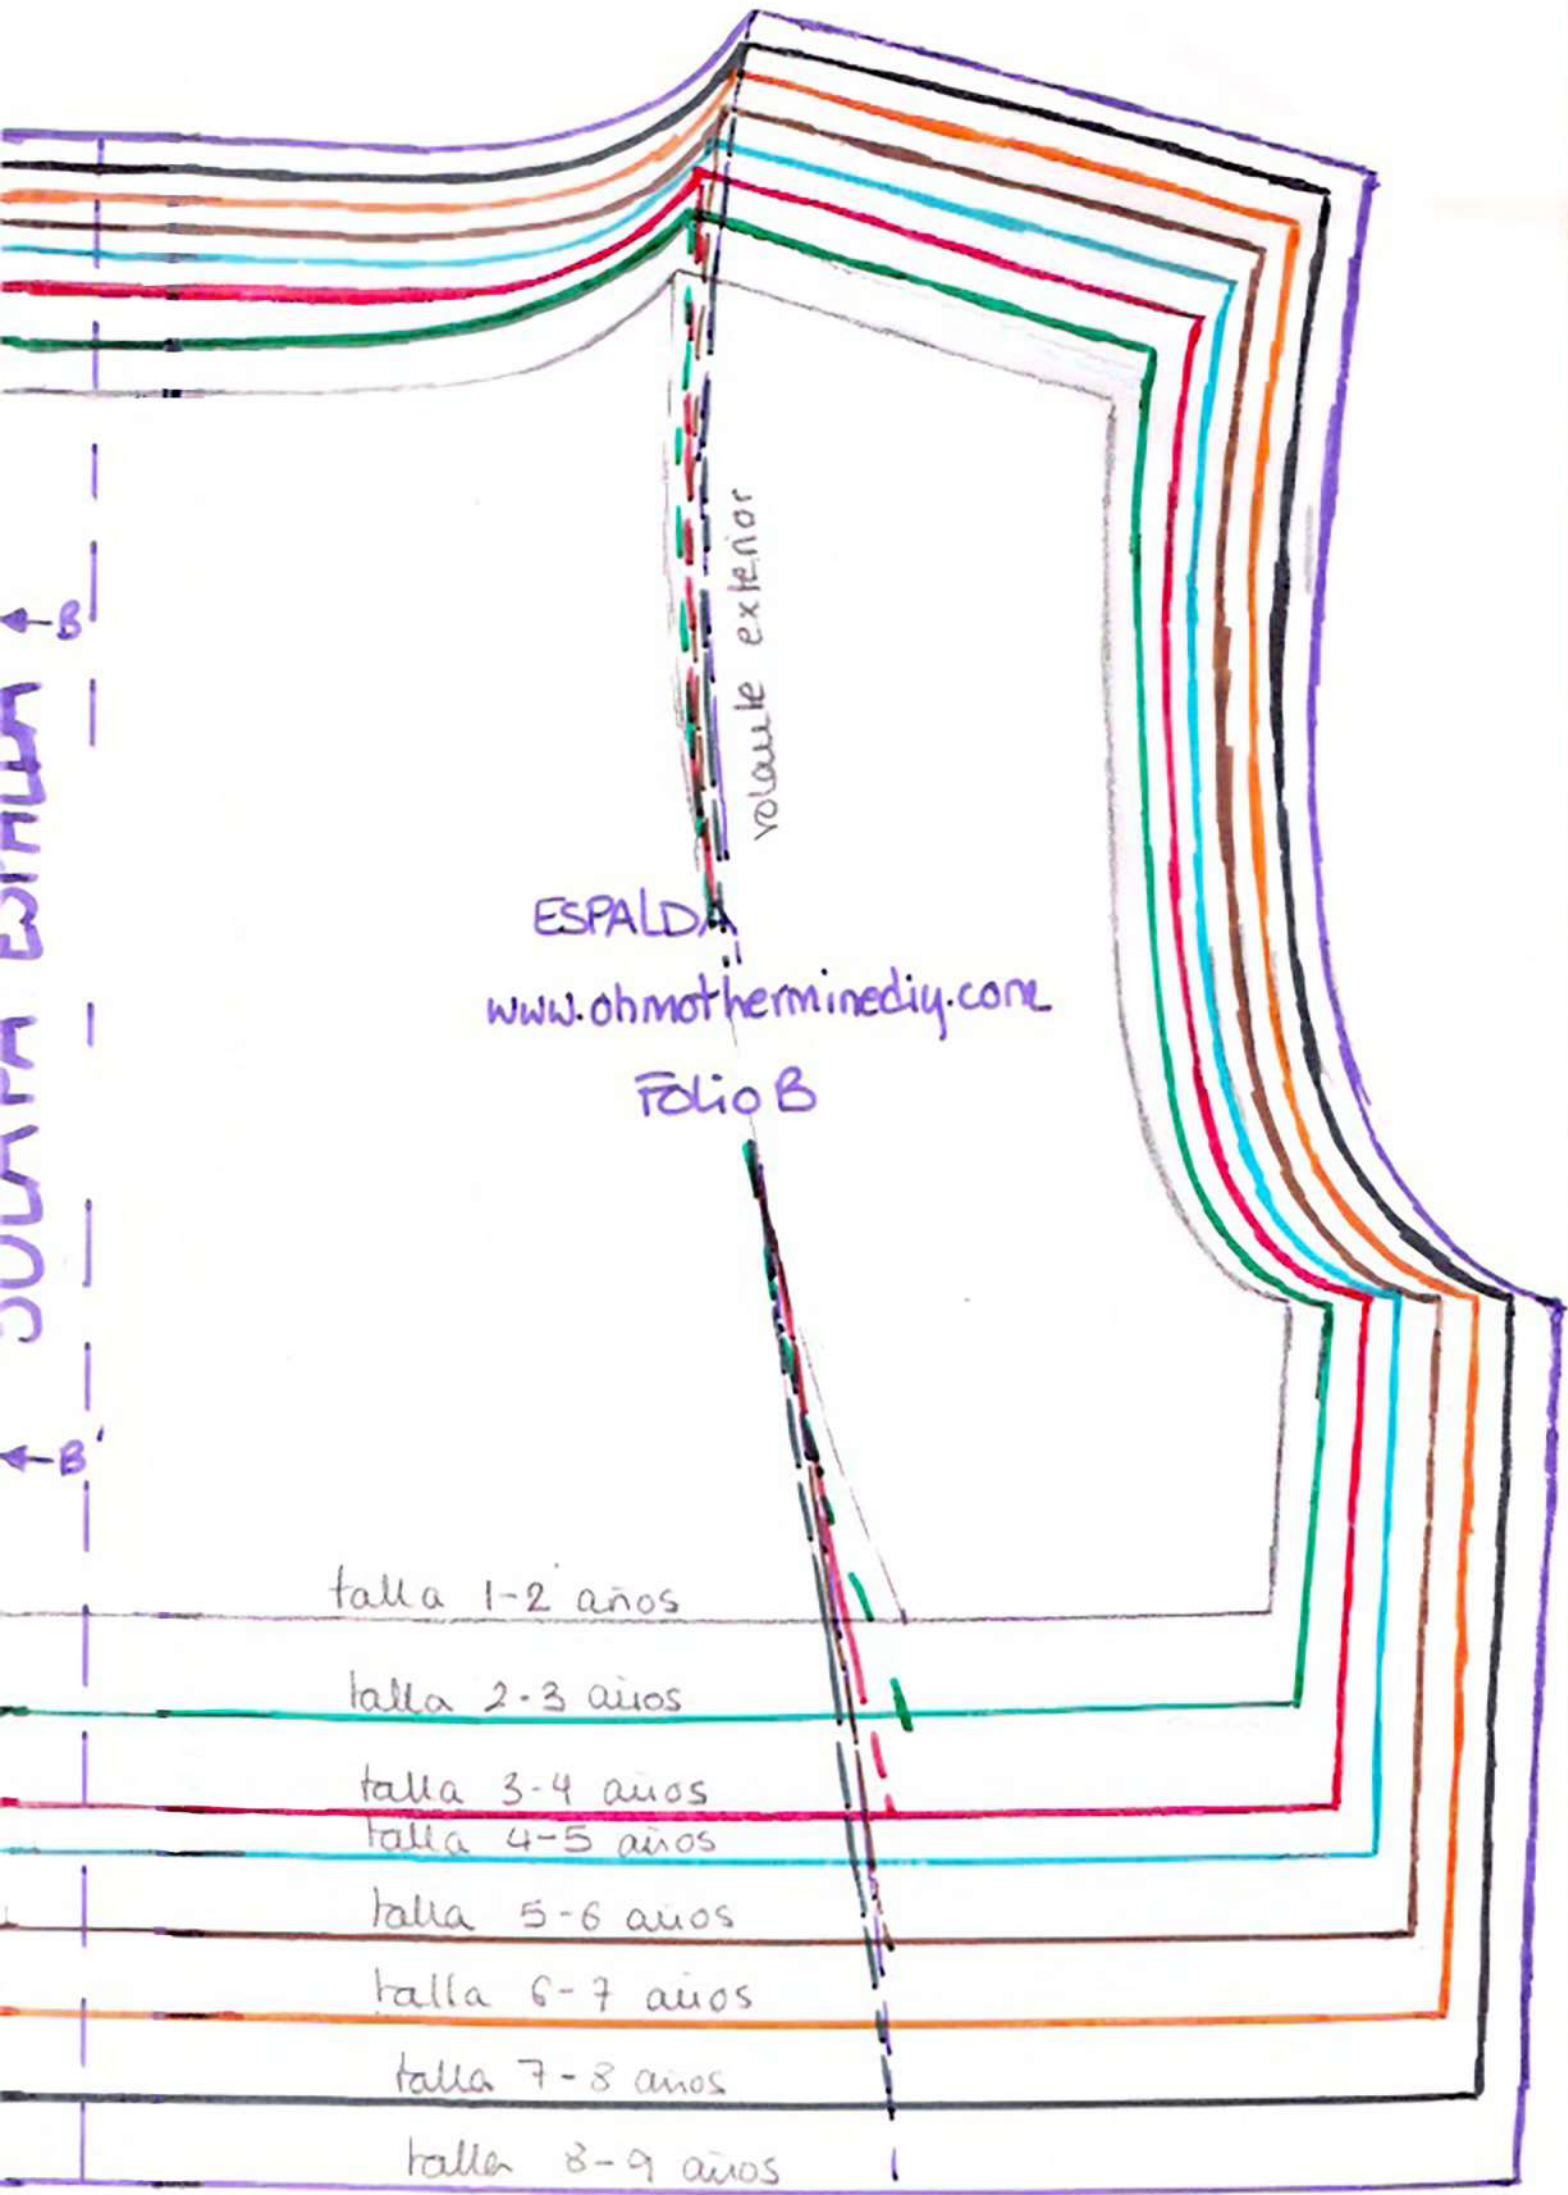 B
SOLAPA ESPALDA
volante exterior
ESPALDA
www.ohmotherminediy.com
Folio B
B'
talla 1-2 años
talla 2-3 años
talla 3-4 años
talla 4-5 años
talla 5-6 años
talla 6-7 años
talla 7-8 años
talla 8-9 años